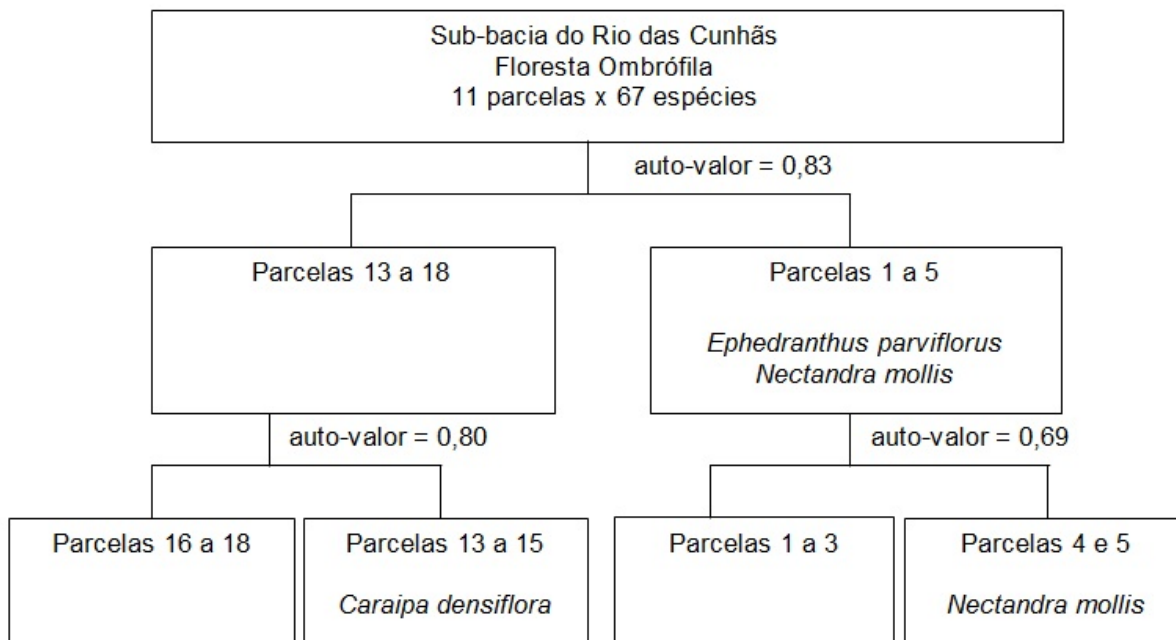 Sub-bacia do Rio das Cunhãs
Floresta Ombrófila
11 parcelas x 67 espécies
auto-valor = 0,83
Parcelas 13 a 18
Parcelas 1 a 5
Ephedranthus parviflorus
Nectandra mollis
auto-valor = 0,80
auto-valor = 0,69
Parcelas 16 a 18
Parcelas 13 a 15
Caraipa densiflora
Parcelas 1 a 3
Parcelas 4 e 5
Nectandra mollis